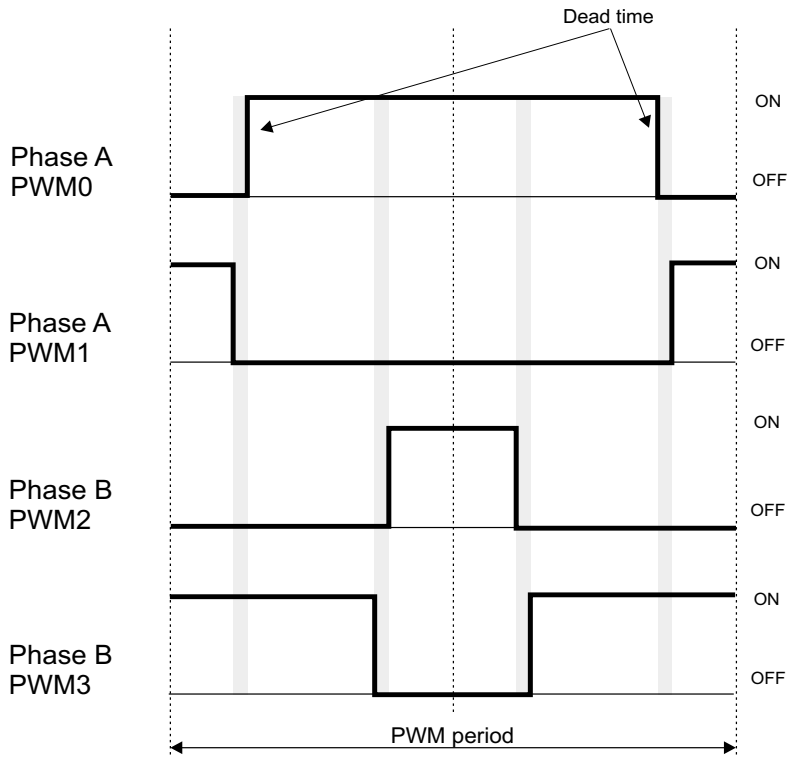 Dead time
ON
Phase A
PWM0
OFF
ON
Phase A
PWM1
OFF
ON
Phase B
PWM2
OFF
ON
Phase B
PWM3
OFF
PWM period